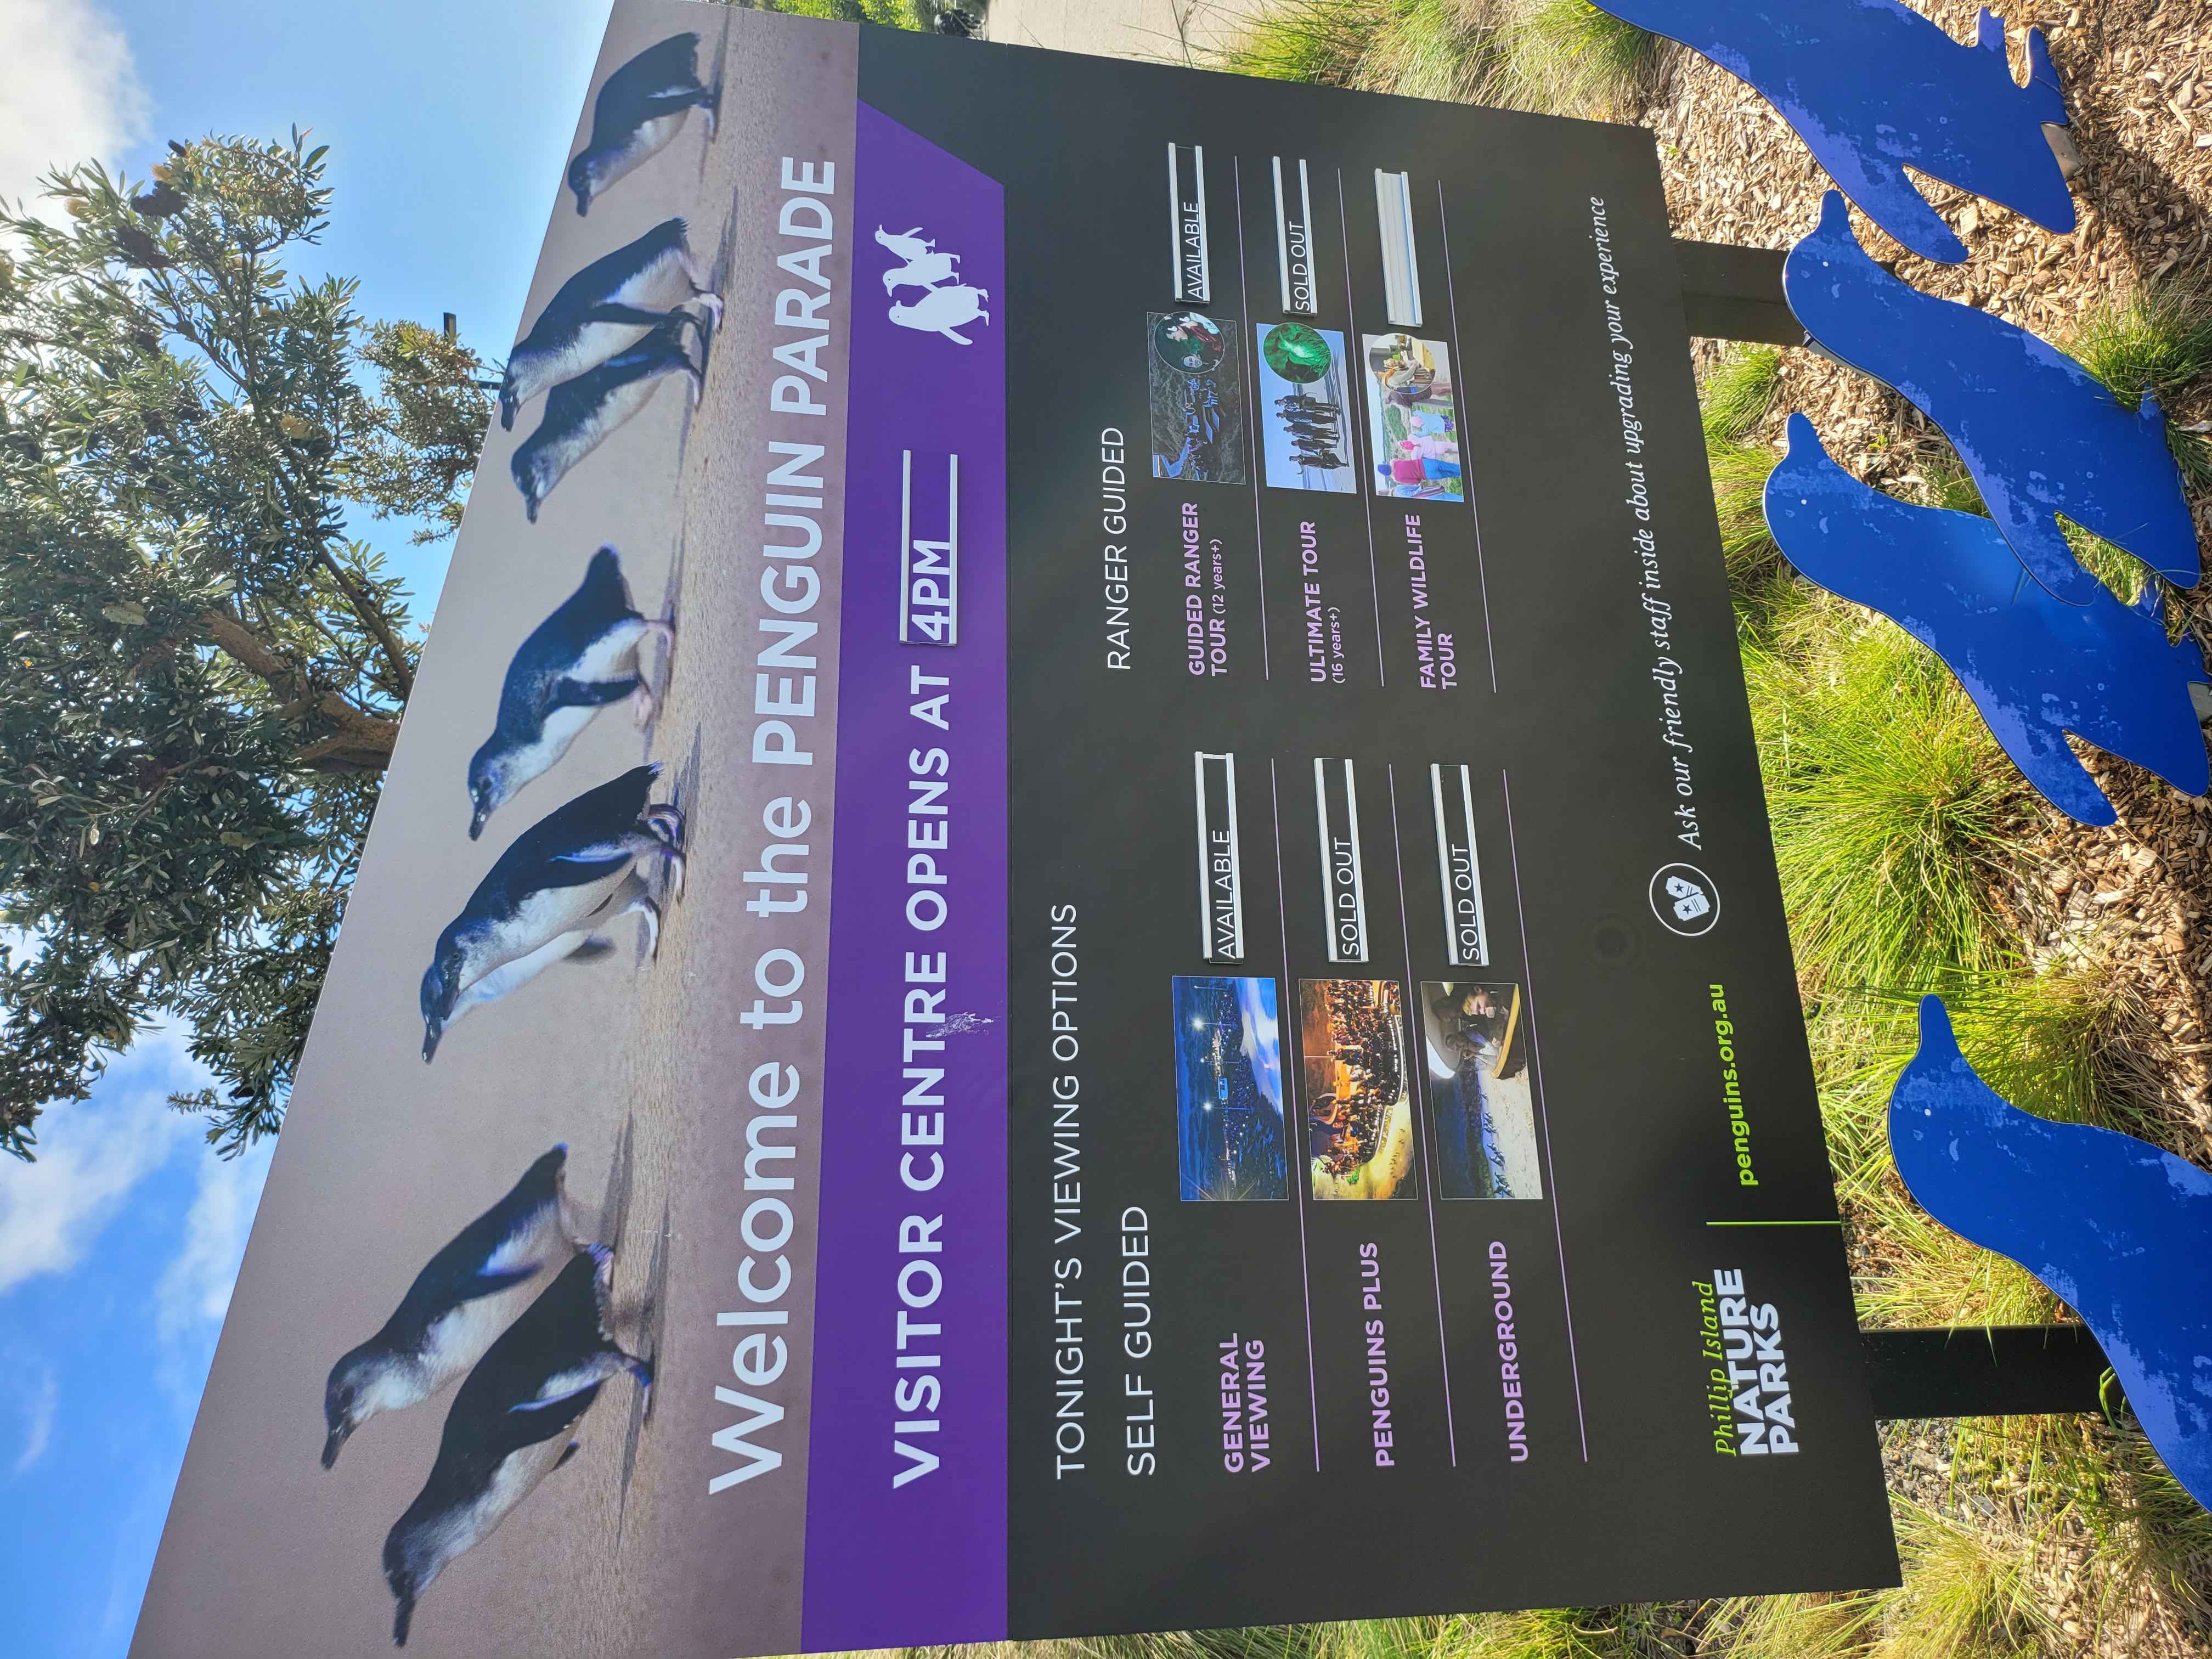 Welcome to the PENGUIN PARADE
VISITOR CENTRE OPENS AT 4PM
TONIGHT'S VIEWING OPTIONS
SELF GUIDED
GENERAL
VIEWING
AVAILABLE
PENGUINS PLUS
SOLD OUT
UNDERGROUND
SOLD OUT
RANGER GUIDED
GUIDED RANGER
TOUR (12 years+)
AVAILABLE
ULTIMATE TOUR
(16 years+)
SOLD OUT
FAMILY WILDLIFE
TOUR
Ask our friendly staff inside about upgrading your experience
Phillip Island
NATURE
PARKS
penguins.org.au